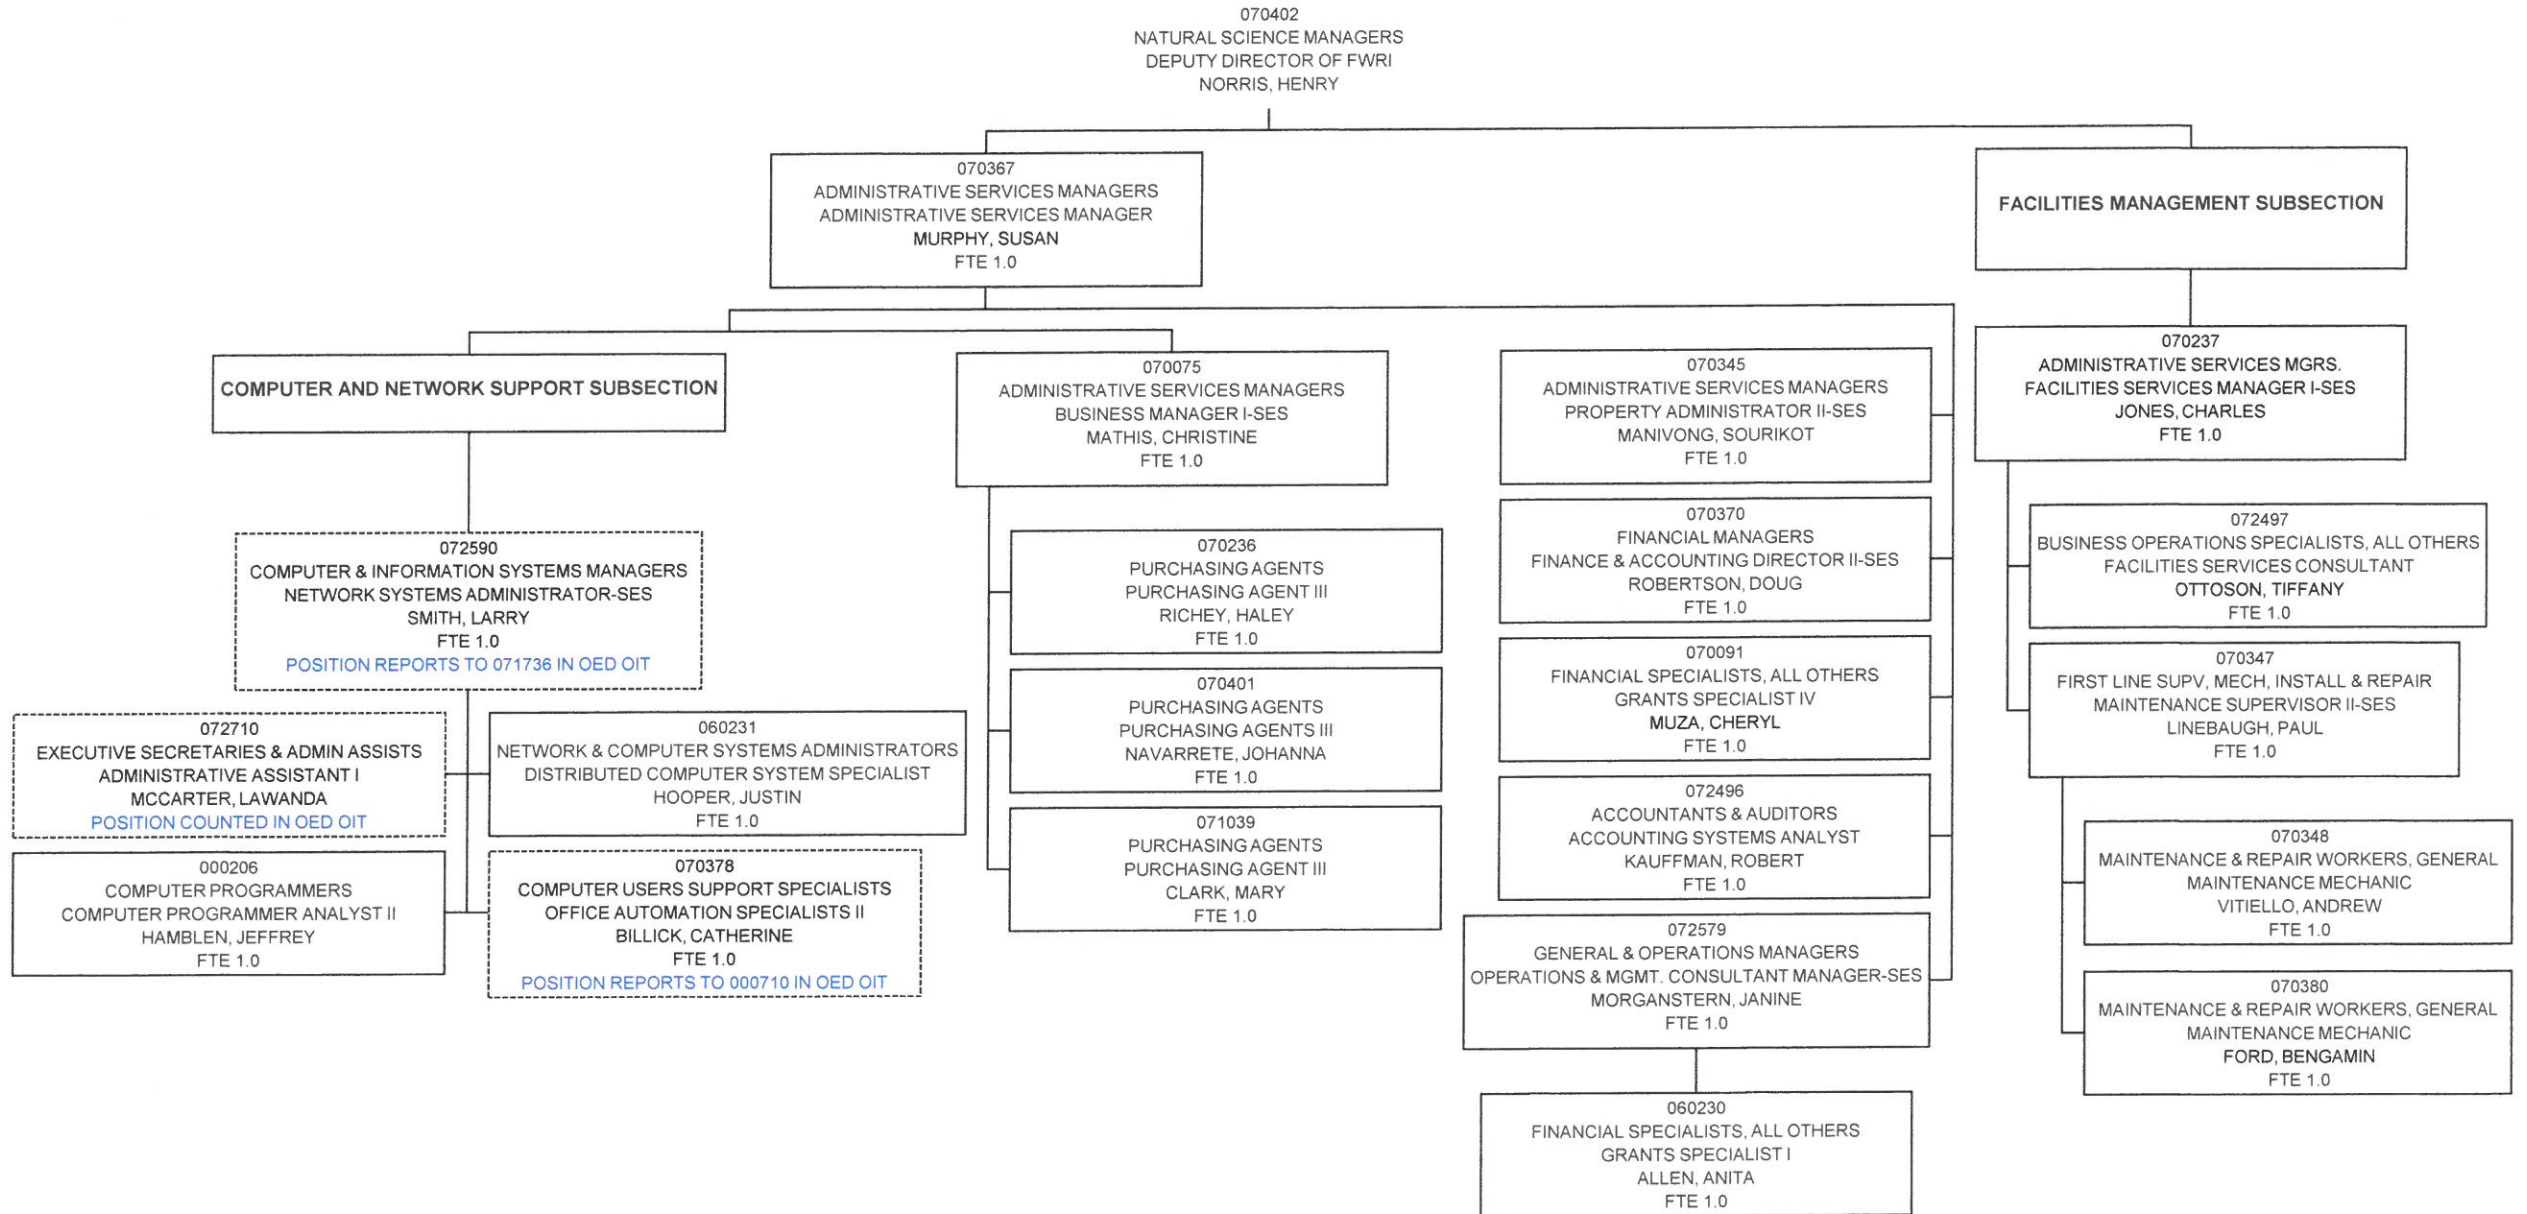 070402
NATURAL SCIENCE MANAGERS
DEPUTY DIRECTOR OF FWRI
NORRIS, HENRY
070367
ADMINISTRATIVE SERVICES MANAGERS
ADMINISTRATIVE SERVICES MANAGER
MURPHY, SUSAN
FTE 1.0
FACILITIES MANAGEMENT SUBSECTION
COMPUTER AND NETWORK SUPPORT SUBSECTION
072590
COMPUTER & INFORMATION SYSTEMS MANAGERS
NETWORK SYSTEMS ADMINISTRATOR-SES
SMITH, LARRY
FTE 1.0
POSITION REPORTS TO 071736 IN OED OIT
072710
EXECUTIVE SECRETARIES & ADMIN ASSISTS
ADMINISTRATIVE ASSISTANT I
MCCARTER, LAWANDA
POSITION COUNTED IN OED OIT
060231
NETWORK & COMPUTER SYSTEMS ADMINISTRATORS
DISTRIBUTED COMPUTER SYSTEM SPECIALIST
HOOPER, JUSTIN
FTE 1.0
000206
COMPUTER PROGRAMMERS
COMPUTER PROGRAMMER ANALYST II
HAMBLEN, JEFFREY
FTE 1.0
070378
COMPUTER USERS SUPPORT SPECIALISTS
OFFICE AUTOMATION SPECIALISTS II
BILLICK, CATHERINE
FTE 1.0
POSITION REPORTS TO 000710 IN OED OIT
070075
ADMINISTRATIVE SERVICES MANAGERS
BUSINESS MANAGER I-SES
MATHIS, CHRISTINE
FTE 1.0
070236
PURCHASING AGENTS
PURCHASING AGENT III
RICHEY, HALEY
FTE 1.0
070401
PURCHASING AGENTS
PURCHASING AGENTS III
NAVARRETE, JOHANNA
FTE 1.0
071039
PURCHASING AGENTS
PURCHASING AGENT III
CLARK, MARY
FTE 1.0
070345
ADMINISTRATIVE SERVICES MANAGERS
PROPERTY ADMINISTRATOR II-SES
MANIVONG, SOURIKOT
FTE 1.0
070370
FINANCIAL MANAGERS
FINANCE & ACCOUNTING DIRECTOR II-SES
ROBERTSON, DOUG
FTE 1.0
070091
FINANCIAL SPECIALISTS, ALL OTHERS
GRANTS SPECIALIST IV
MUZA, CHERYL
FTE 1.0
072496
ACCOUNTANTS & AUDITORS
ACCOUNTING SYSTEMS ANALYST
KAUFFMAN, ROBERT
FTE 1.0
072579
GENERAL & OPERATIONS MANAGERS
OPERATIONS & MGMT. CONSULTANT MANAGER-SES
MORGANSTERN, JANINE
FTE 1.0
060230
FINANCIAL SPECIALISTS, ALL OTHERS
GRANTS SPECIALIST I
ALLEN, ANITA
FTE 1.0
070237
ADMINISTRATIVE SERVICES MGRS.
FACILITIES SERVICES MANAGER I-SES
JONES, CHARLES
FTE 1.0
072497
BUSINESS OPERATIONS SPECIALISTS, ALL OTHERS
FACILITIES SERVICES CONSULTANT
OTTOSON, TIFFANY
FTE 1.0
070347
FIRST LINE SUPV, MECH, INSTALL & REPAIR
MAINTENANCE SUPERVISOR II-SES
LINEBAUGH, PAUL
FTE 1.0
070348
MAINTENANCE & REPAIR WORKERS, GENERAL
MAINTENANCE MECHANIC
VITIELLO, ANDREW
FTE 1.0
070380
MAINTENANCE & REPAIR WORKERS, GENERAL
MAINTENANCE MECHANIC
FORD, BENGAMIN
FTE 1.0